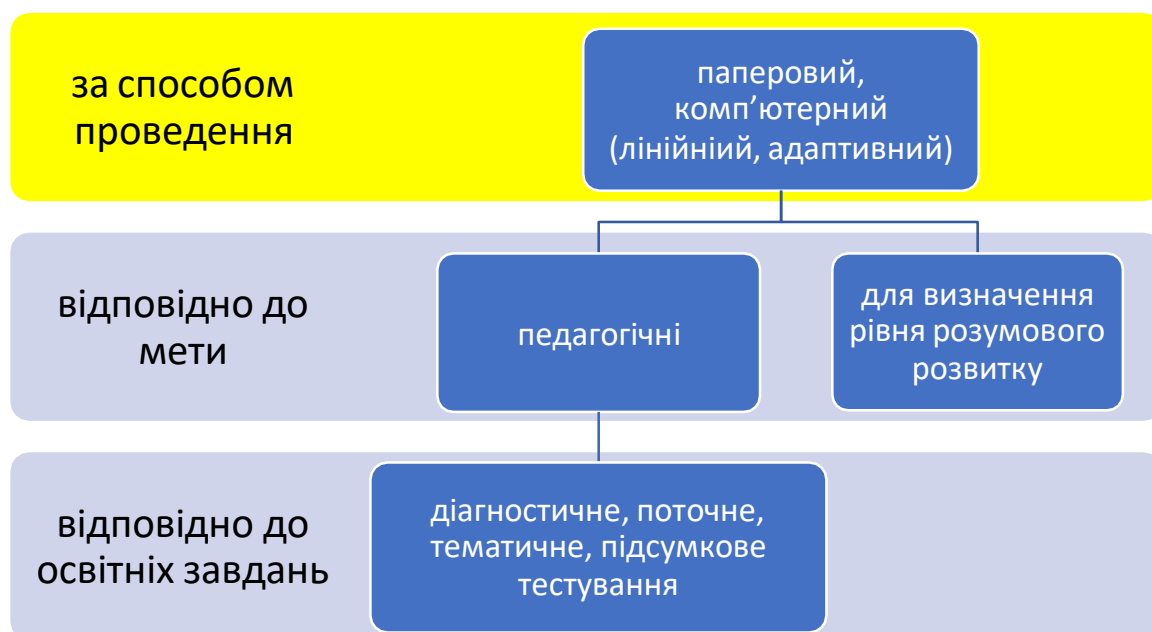 за способом
проведення
паперовий,
комп’ютерний
(лінійніий, адаптивний)
відповідно до
мети
педагогічні
для визначення
рівня розумового
розвитку
відповідно до
освітніх завдань
діагностичне, поточне,
тематичне, підсумкове
тестування